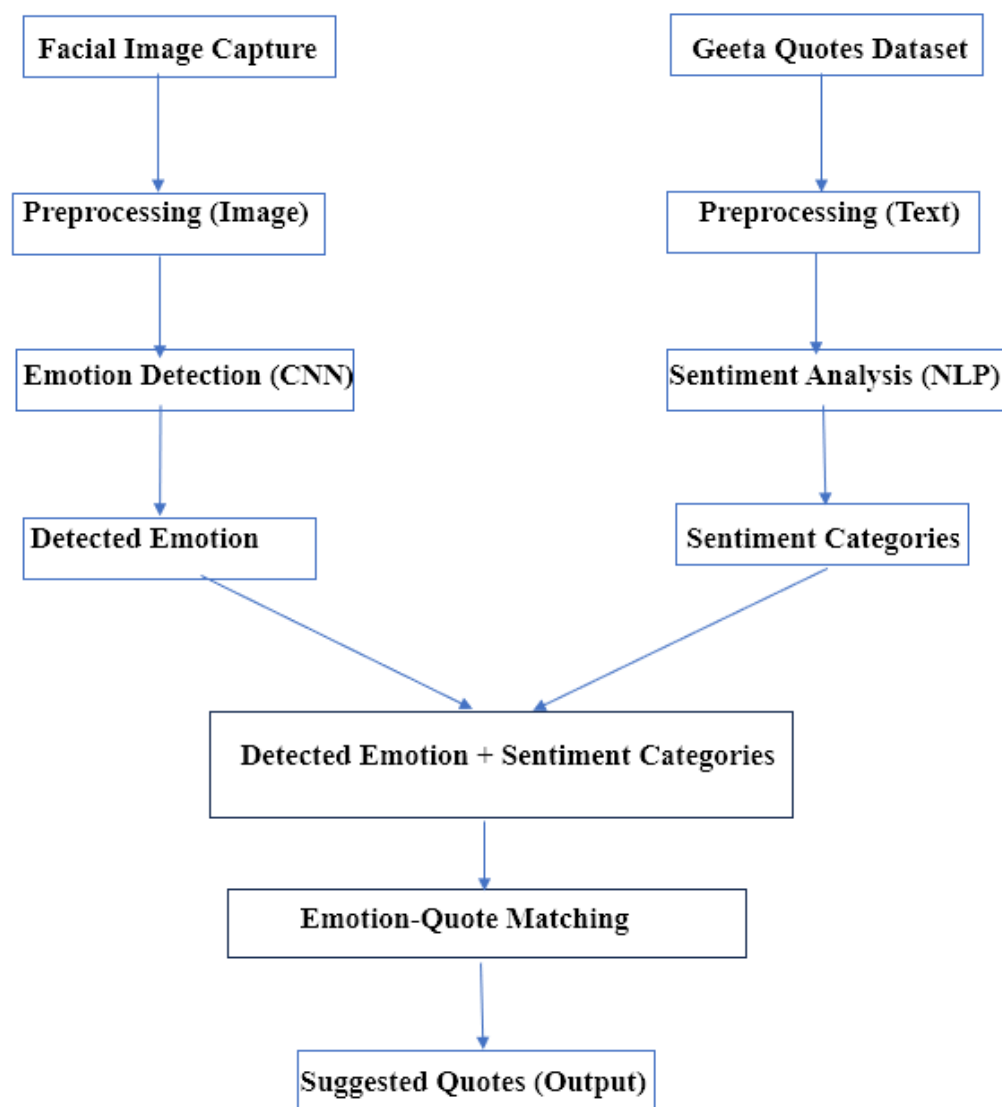 Facial Image Capture
Geeta Quotes Dataset
Preprocessing (Image)
Preprocessing (Text)
Emotion Detection (CNN)
Sentiment Analysis (NLP)
Detected Emotion
Sentiment Categories
Detected Emotion + Sentiment Categories
Emotion-Quote Matching
Suggested Quotes (Output)